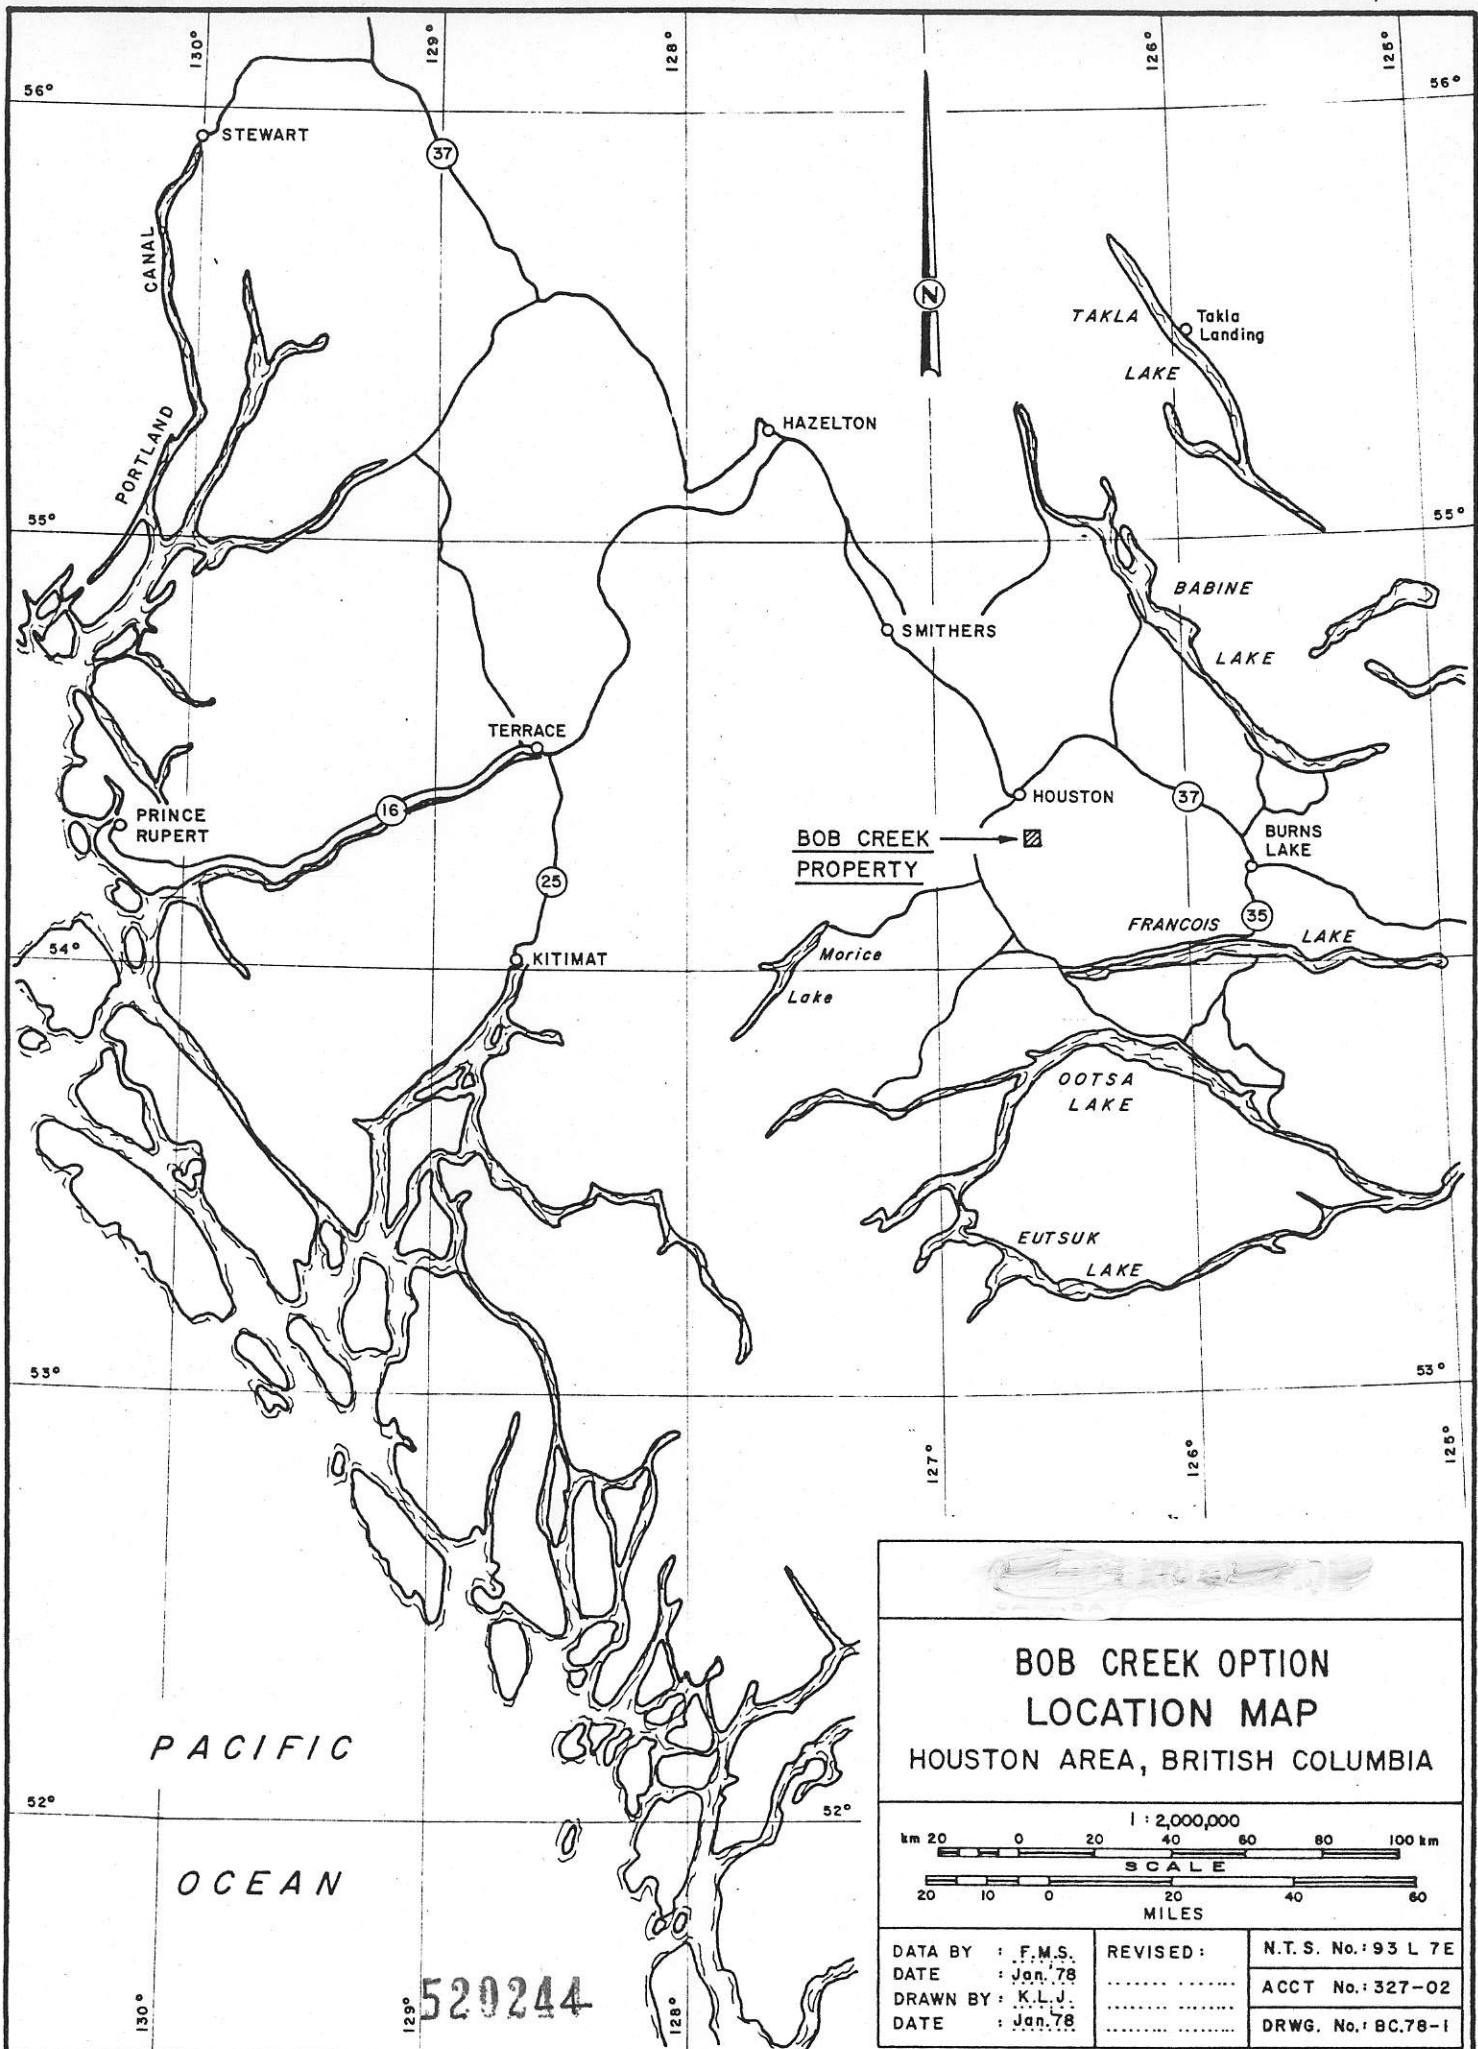 130°
129°
128°
126°
125°
56°
56°
STEWART
37
CANAL
PORTLAND
N
TAKLA
LAKE
Takla
Landing
HAZELTON
55°
55°
BABINE
LAKE
SMITHERS
TERRACE
16
PRINCE
RUPERT
HOUSTON
37
BOB CREEK
PROPERTY
BURNS
LAKE
25
35
FRANCOIS
LAKE
54°
KITIMAT
Morice
Lake
OOTSA
LAKE
EUTSUK
LAKE
53°
53°
127°
126°
125°
PACIFIC
OCEAN
52°
52°
130°
129°
128°
520244
BOB CREEK OPTION
LOCATION MAP
HOUSTON AREA, BRITISH COLUMBIA
1 : 2,000,000
km 20 0 20 40 60 80 100 km
SCALE
20 10 0 20 40 60
MILES
DATA BY : F.M.S.
DATE : Jan.'78
DRAWN BY : K.L.J.
DATE : Jan.78
REVISED :
N.T.S. No.: 93 L 7E
ACCT No.: 327-02
DRWG. No.: BC.78-1